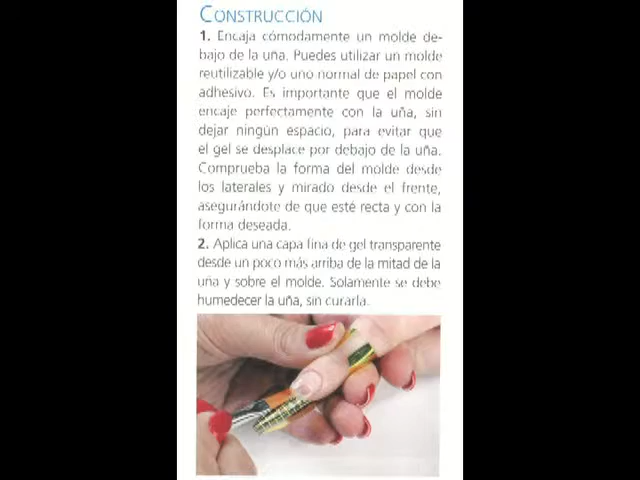 CONSTRUCCIÓN
1. Encaja cómodamente un molde de-
bajo de la uña. Puedes utilizar un molde
reutilizable y/o uno normal de papel con
adhesivo. Es importante que el molde
encaje perfectamente con la uña, sin
dejar ningún espacio, para evitar que
el gel se desplace por debajo de la uña.
Comprueba la forma del molde desde
los laterales y mirado desde el frente,
asegurándote de que esté recta y con la
forma deseada.
2. Aplica una capa fina de gel transparente
desde un poco más arriba de la mitad de la
uña y sobre el molde. Solamente se debe
humedecer la uña, sin curarla.